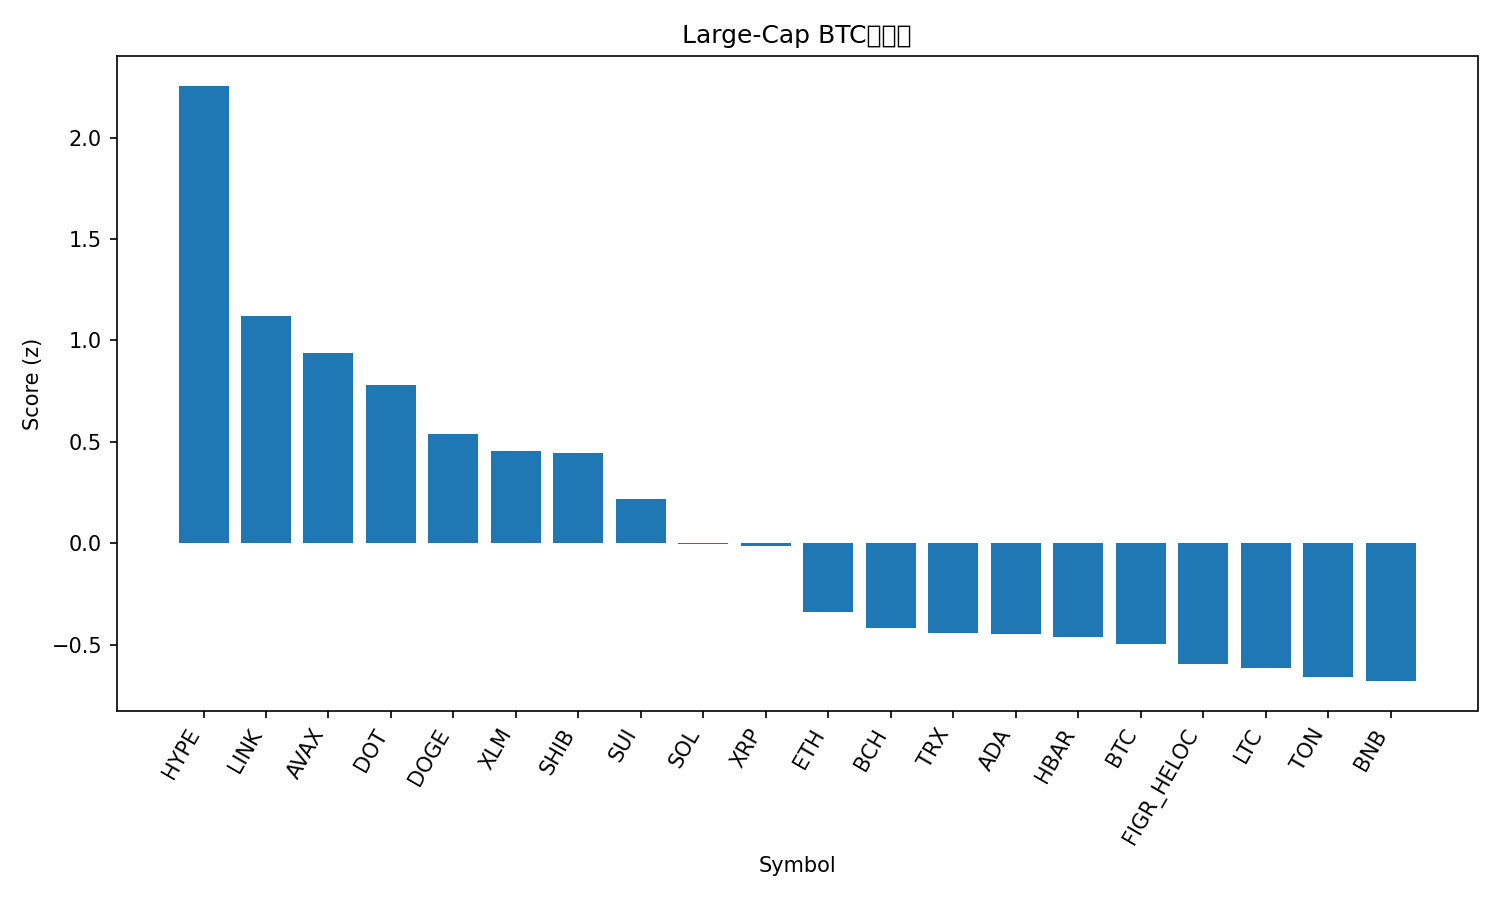 Large-Cap BTC
Score (z)
2.0
1.5
1.0
0.5
0.0
−0.5
HYPE
LINK
AVAX
DOT
DOGE
XLM
SHIB
SUI
SOL
XRP
ETH
BCH
TRX
ADA
HBAR
BTC
FIGR_HELOC
LTC
TON
BNB
Symbol